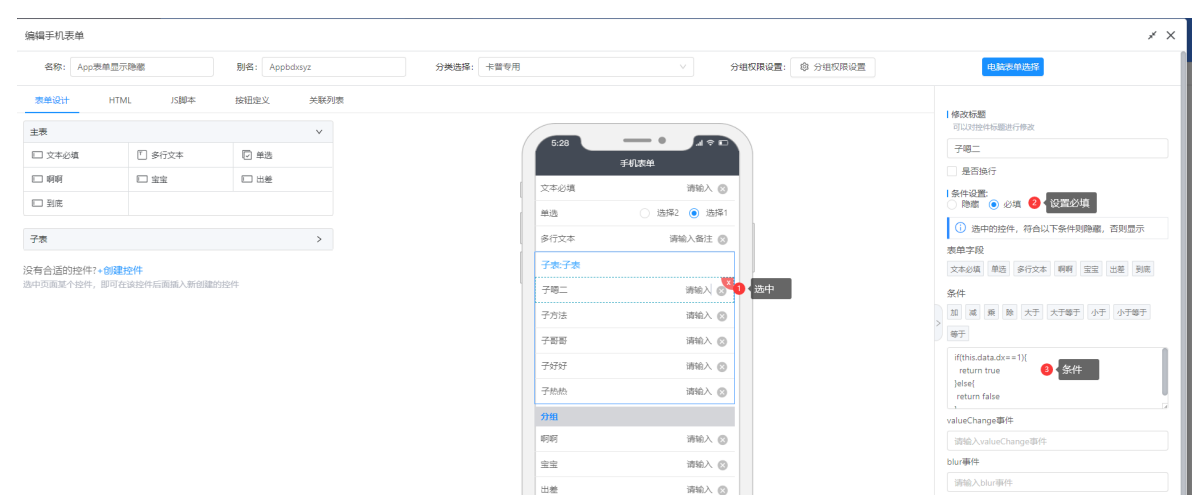 编辑手机表单
名称: App表单显示隐藏 别名: Appbdxsyz 分类选择: 卡普专用 分组权限设置: 分组权限设置 电脑表单选择
表单设计 HTML JS脚本 按钮定义 关联列表
主表
文本必填 多行文本 单选
啊啊 宝宝 出差
到底
子表
没有合适的控件?+创建控件
选中页面某个控件，即可在该控件后面插入新创建的控件
5:28
手机表单
文本必填 请输入
单选 选择2 选择1
多行文本 请输入备注
子表:子表
子嗯二 请输入 1 选中
子方法 请输入
子哥哥 请输入
子好好 请输入
子热热 请输入
分组
啊啊 请输入
宝宝 请输入
出差 请输入
修改标题
可以对控件标题进行修改
子嗯二
是否换行
条件设置:
隐藏 必填 2 设置必填
选中的控件，符合以下条件则隐藏，否则显示
表单字段
文本必填 单选 多行文本 啊啊 宝宝 出差 到底
条件
加 减 乘 除 大于 大于等于 小于 小于等于
等于
if(this.data.dx==1){
return true 3 条件
}else{
return false
valueChange事件
请输入valueChange事件
blur事件
请输入blur事件